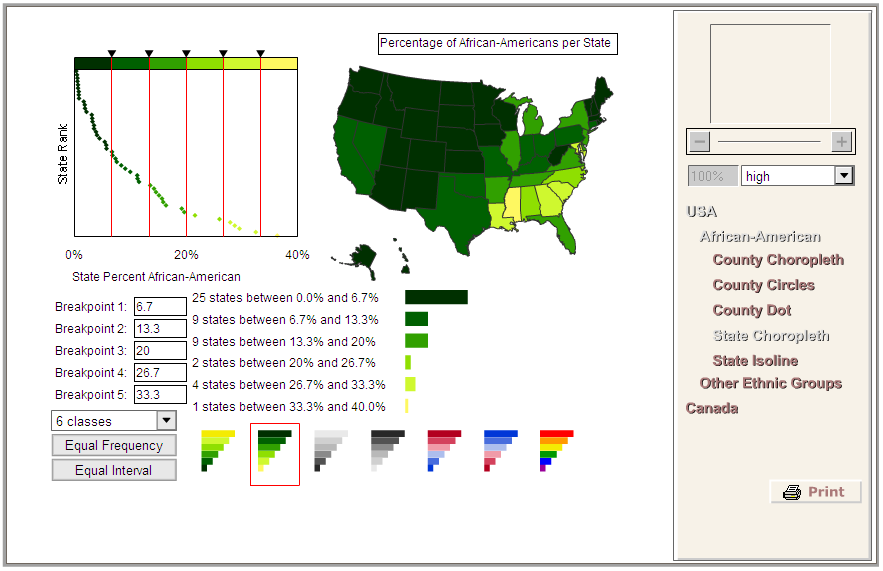 Percentage of African-Americans per State
State Rank
0%
20%
40%
State Percent African-American
Breakpoint 1: 6.7
Breakpoint 2: 13.3
Breakpoint 3: 20
Breakpoint 4: 26.7
Breakpoint 5: 33.3
25 states between 0.0% and 6.7%
9 states between 6.7% and 13.3%
9 states between 13.3% and 20%
2 states between 20% and 26.7%
4 states between 26.7% and 33.3%
1 states between 33.3% and 40.0%
6 classes
Equal Frequency
Equal Interval
100%
high
USA
African-American
County Choropleth
County Circles
County Dot
State Choropleth
State Isoline
Other Ethnic Groups
Canada
Print